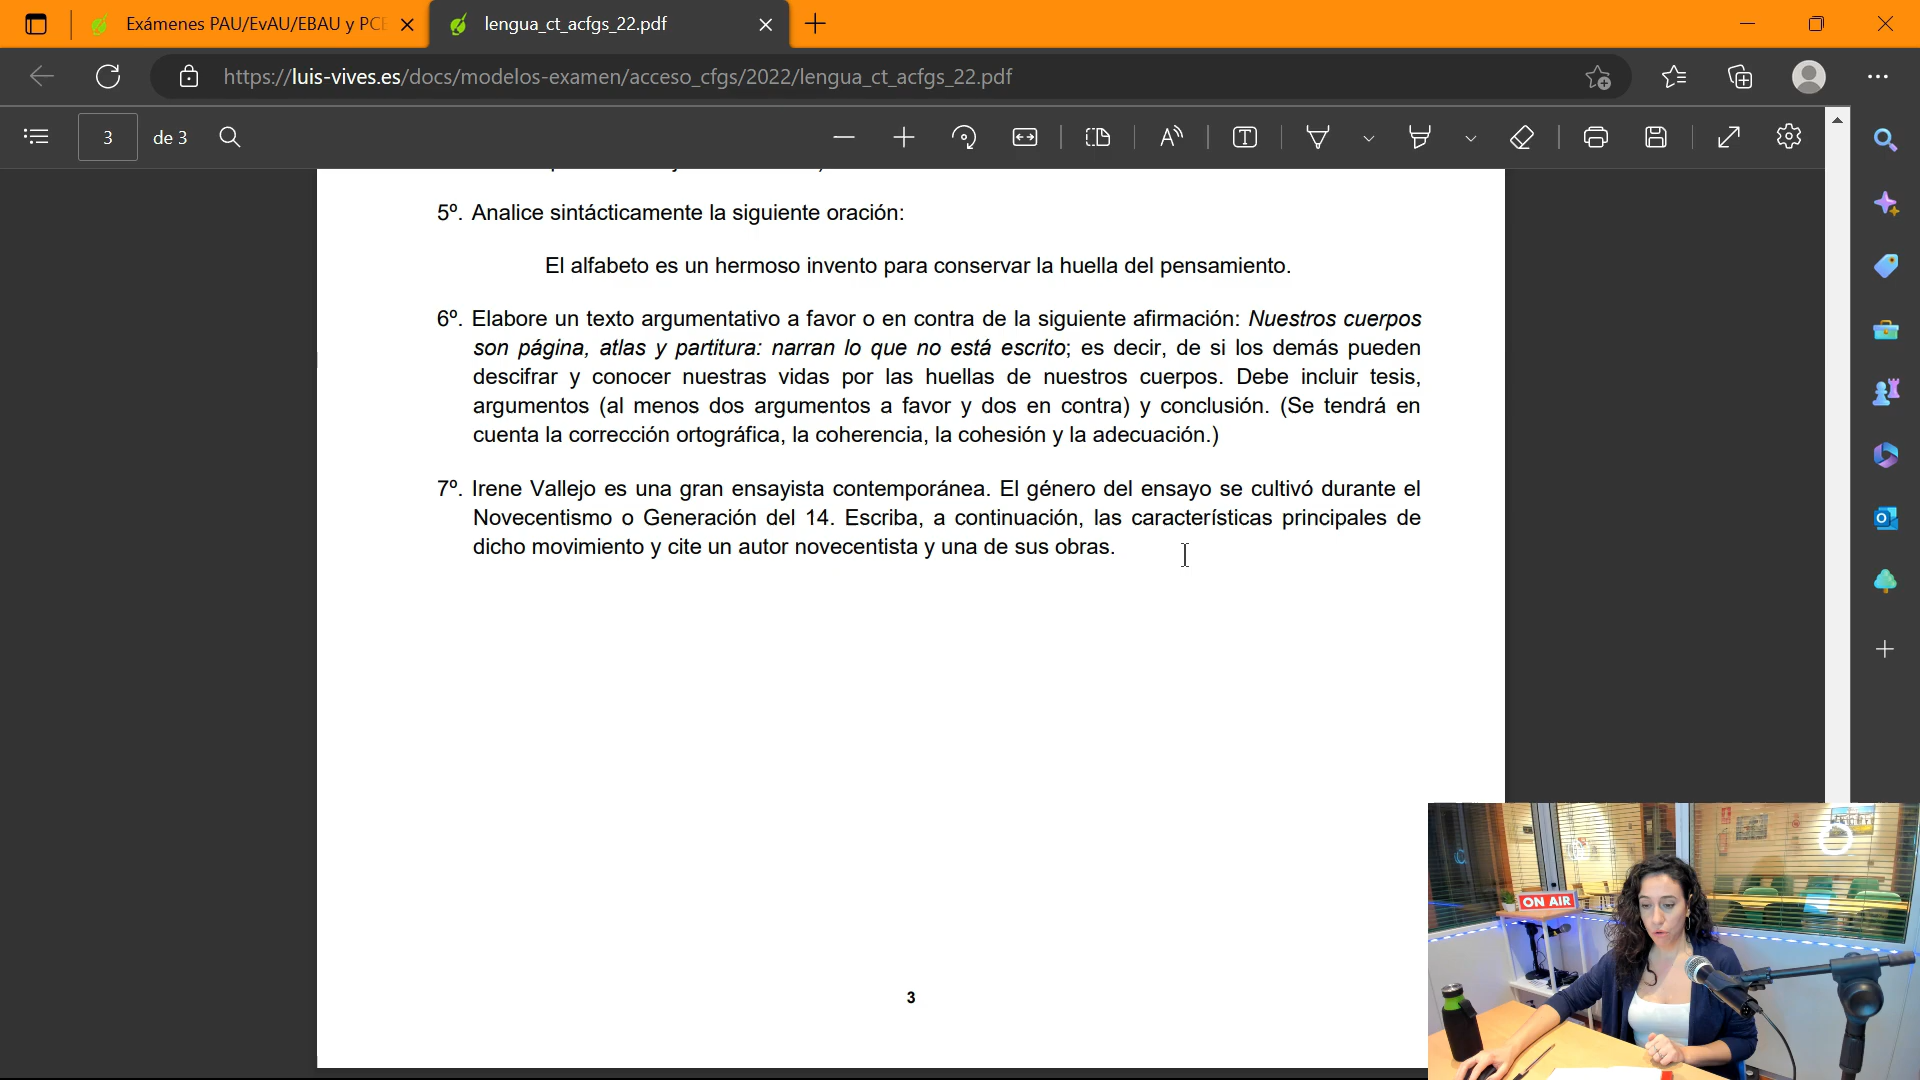 Exámenes PAU/EvAU/EBAU y PCE
lengua_ct_acfgs_22.pdf
https://luis-vives.es/docs/modelos-examen/acceso_cfgs/2022/lengua_ct_acfgs_22.pdf
3 de 3
5º. Analice sintácticamente la siguiente oración:
El alfabeto es un hermoso invento para conservar la huella del pensamiento.
6º. Elabore un texto argumentativo a favor o en contra de la siguiente afirmación: Nuestros cuerpos
son página, atlas y partitura: narran lo que no está escrito; es decir, de si los demás pueden
descifrar y conocer nuestras vidas por las huellas de nuestros cuerpos. Debe incluir tesis,
argumentos (al menos dos argumentos a favor y dos en contra) y conclusión. (Se tendrá en
cuenta la corrección ortográfica, la coherencia, la cohesión y la adecuación.)
7º. Irene Vallejo es una gran ensayista contemporánea. El género del ensayo se cultivó durante el
Novecentismo o Generación del 14. Escriba, a continuación, las características principales de
dicho movimiento y cite un autor novecentista y una de sus obras.
3
ON AIR